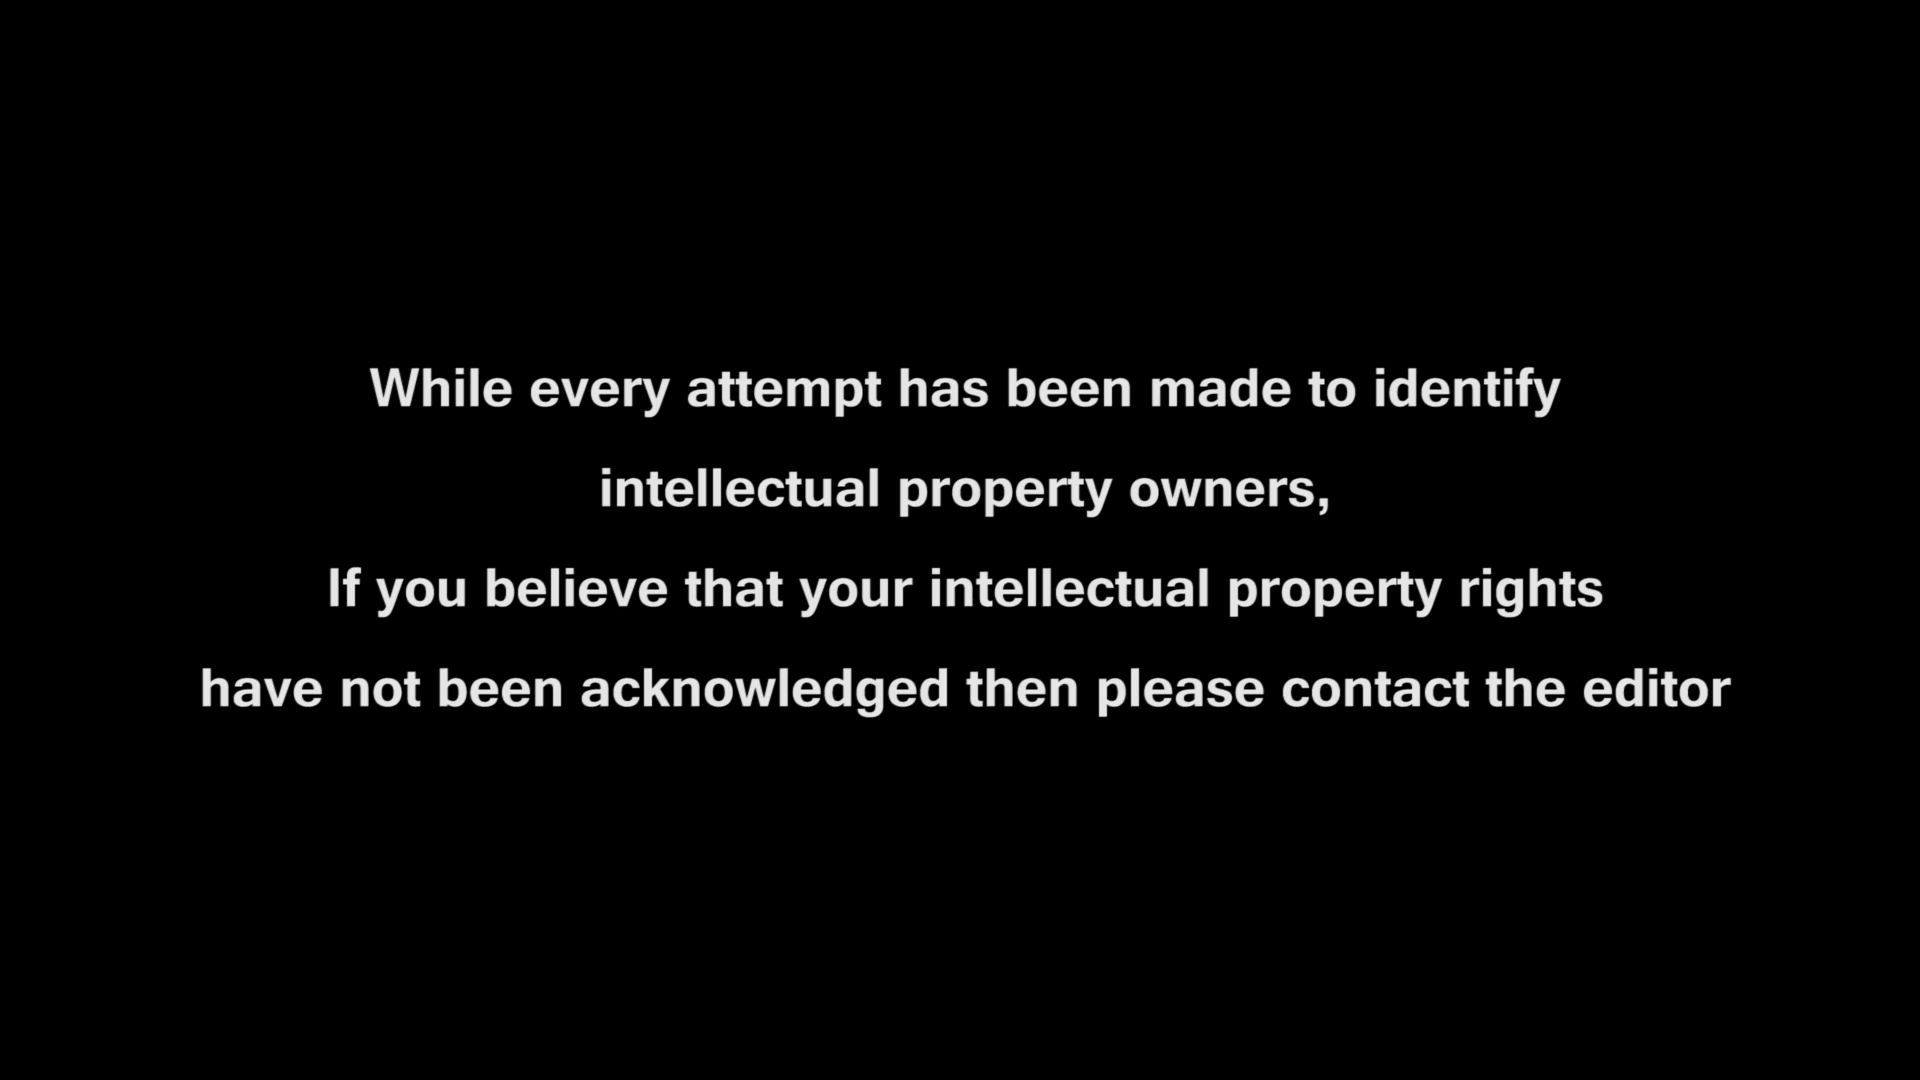 While every attempt has been made to identify
intellectual property owners,
If you believe that your intellectual property rights
have not been acknowledged then please contact the editor